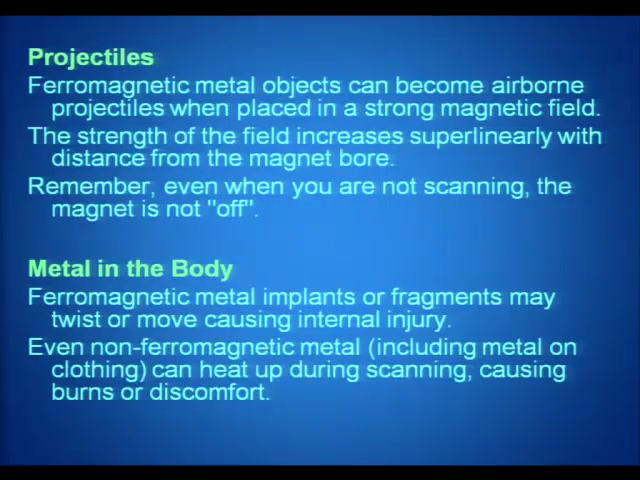 Projectiles
Ferromagnetic metal objects can become airborne
projectiles when placed in a strong magnetic field.
The strength of the field increases superlinearly with
distance from the magnet bore.
Remember, even when you are not scanning, the
magnet is not "off".
Metal in the Body
Ferromagnetic metal implants or fragments may
twist or move causing internal injury.
Even non-ferromagnetic metal (including metal on
clothing) can heat up during scanning, causing
burns or discomfort.